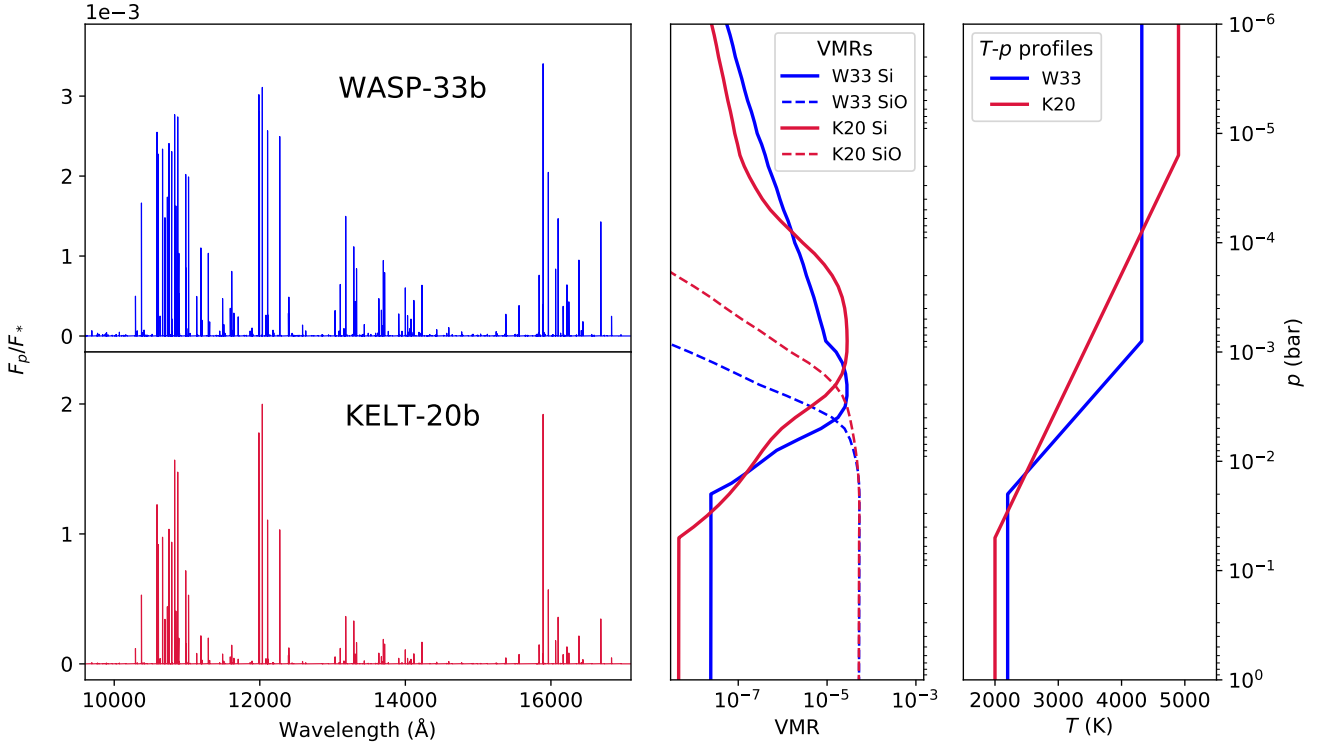 1e−3
WASP-33b
3
2
1
0
KELT-20b
2
1
0
F_p/F_*
10000 12000 14000 16000
Wavelength (Å)
VMRs
W33 Si
W33 SiO
K20 Si
K20 SiO
10⁻⁷ 10⁻⁵ 10⁻³
VMR
T-p profiles
W33
K20
2000 3000 4000 5000
T (K)
10⁻⁶
10⁻⁵
10⁻⁴
10⁻³
10⁻²
10⁻¹
10⁰
p (bar)